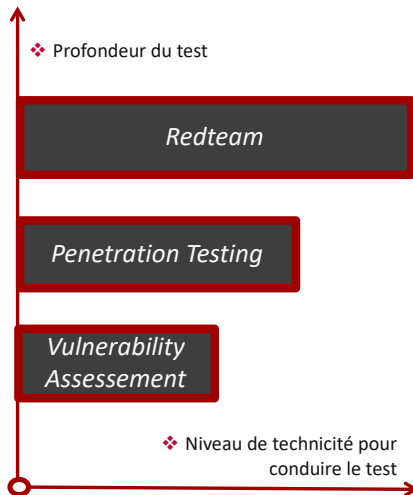 ❖ Profondeur du test
Redteam
Penetration Testing
Vulnerability
Assessement
❖ Niveau de technicité pour
conduire le test